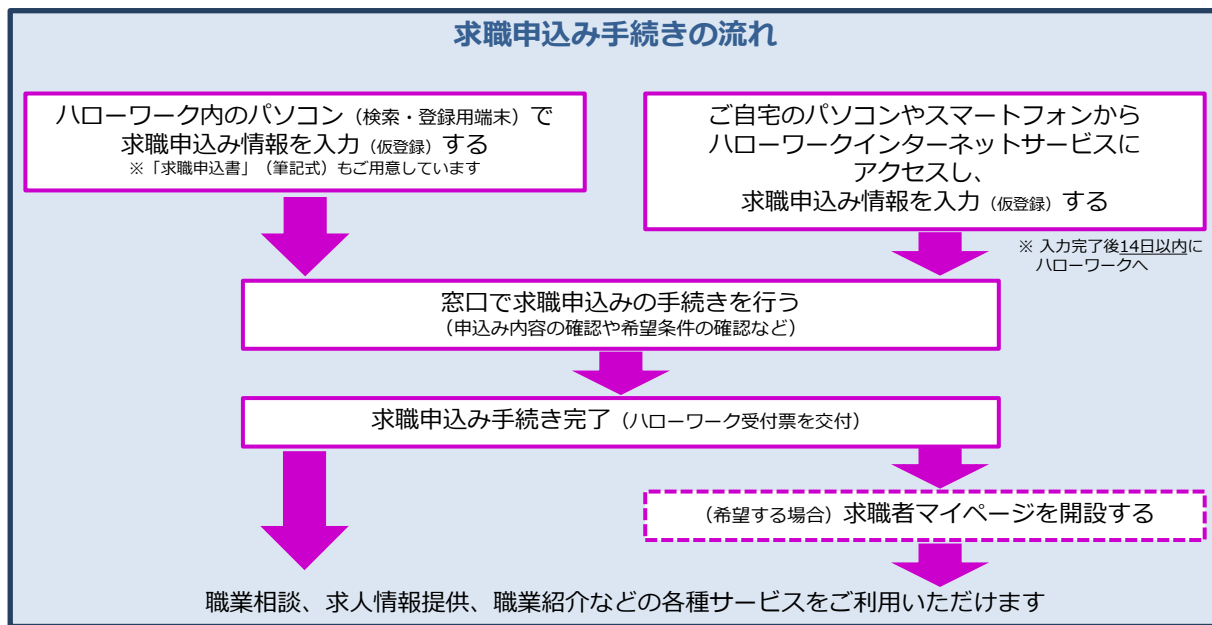 求職申込み手続きの流れ
ハローワーク内のパソコン（検索・登録用端末）で
求職申込み情報を入力（仮登録）する
※「求職申込書」（筆記式）もご用意しています
ご自宅のパソコンやスマートフォンから
ハローワークインターネットサービスに
アクセスし、
求職申込み情報を入力（仮登録）する
※ 入力完了後14日以内に
ハローワークへ
窓口で求職申込みの手続きを行う
（申込み内容の確認や希望条件の確認など）
求職申込み手続き完了（ハローワーク受付票を交付）
（希望する場合）求職者マイページを開設する
職業相談、求人情報提供、職業紹介などの各種サービスをご利用いただけます